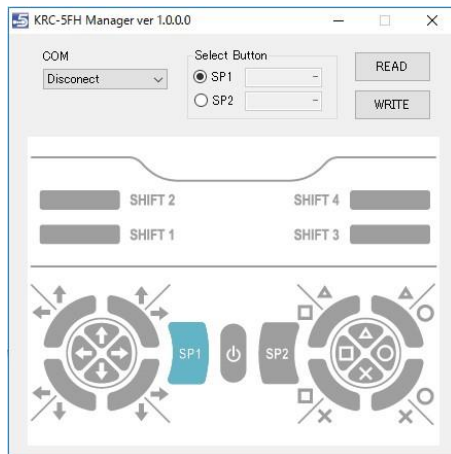 KRC-5FH Manager ver 1.0.0.0
COM
Disconect
Select Button
SP1 -
SP2 -
READ
WRITE
SHIFT 2
SHIFT 4
SHIFT 1
SHIFT 3
SP1
SP2